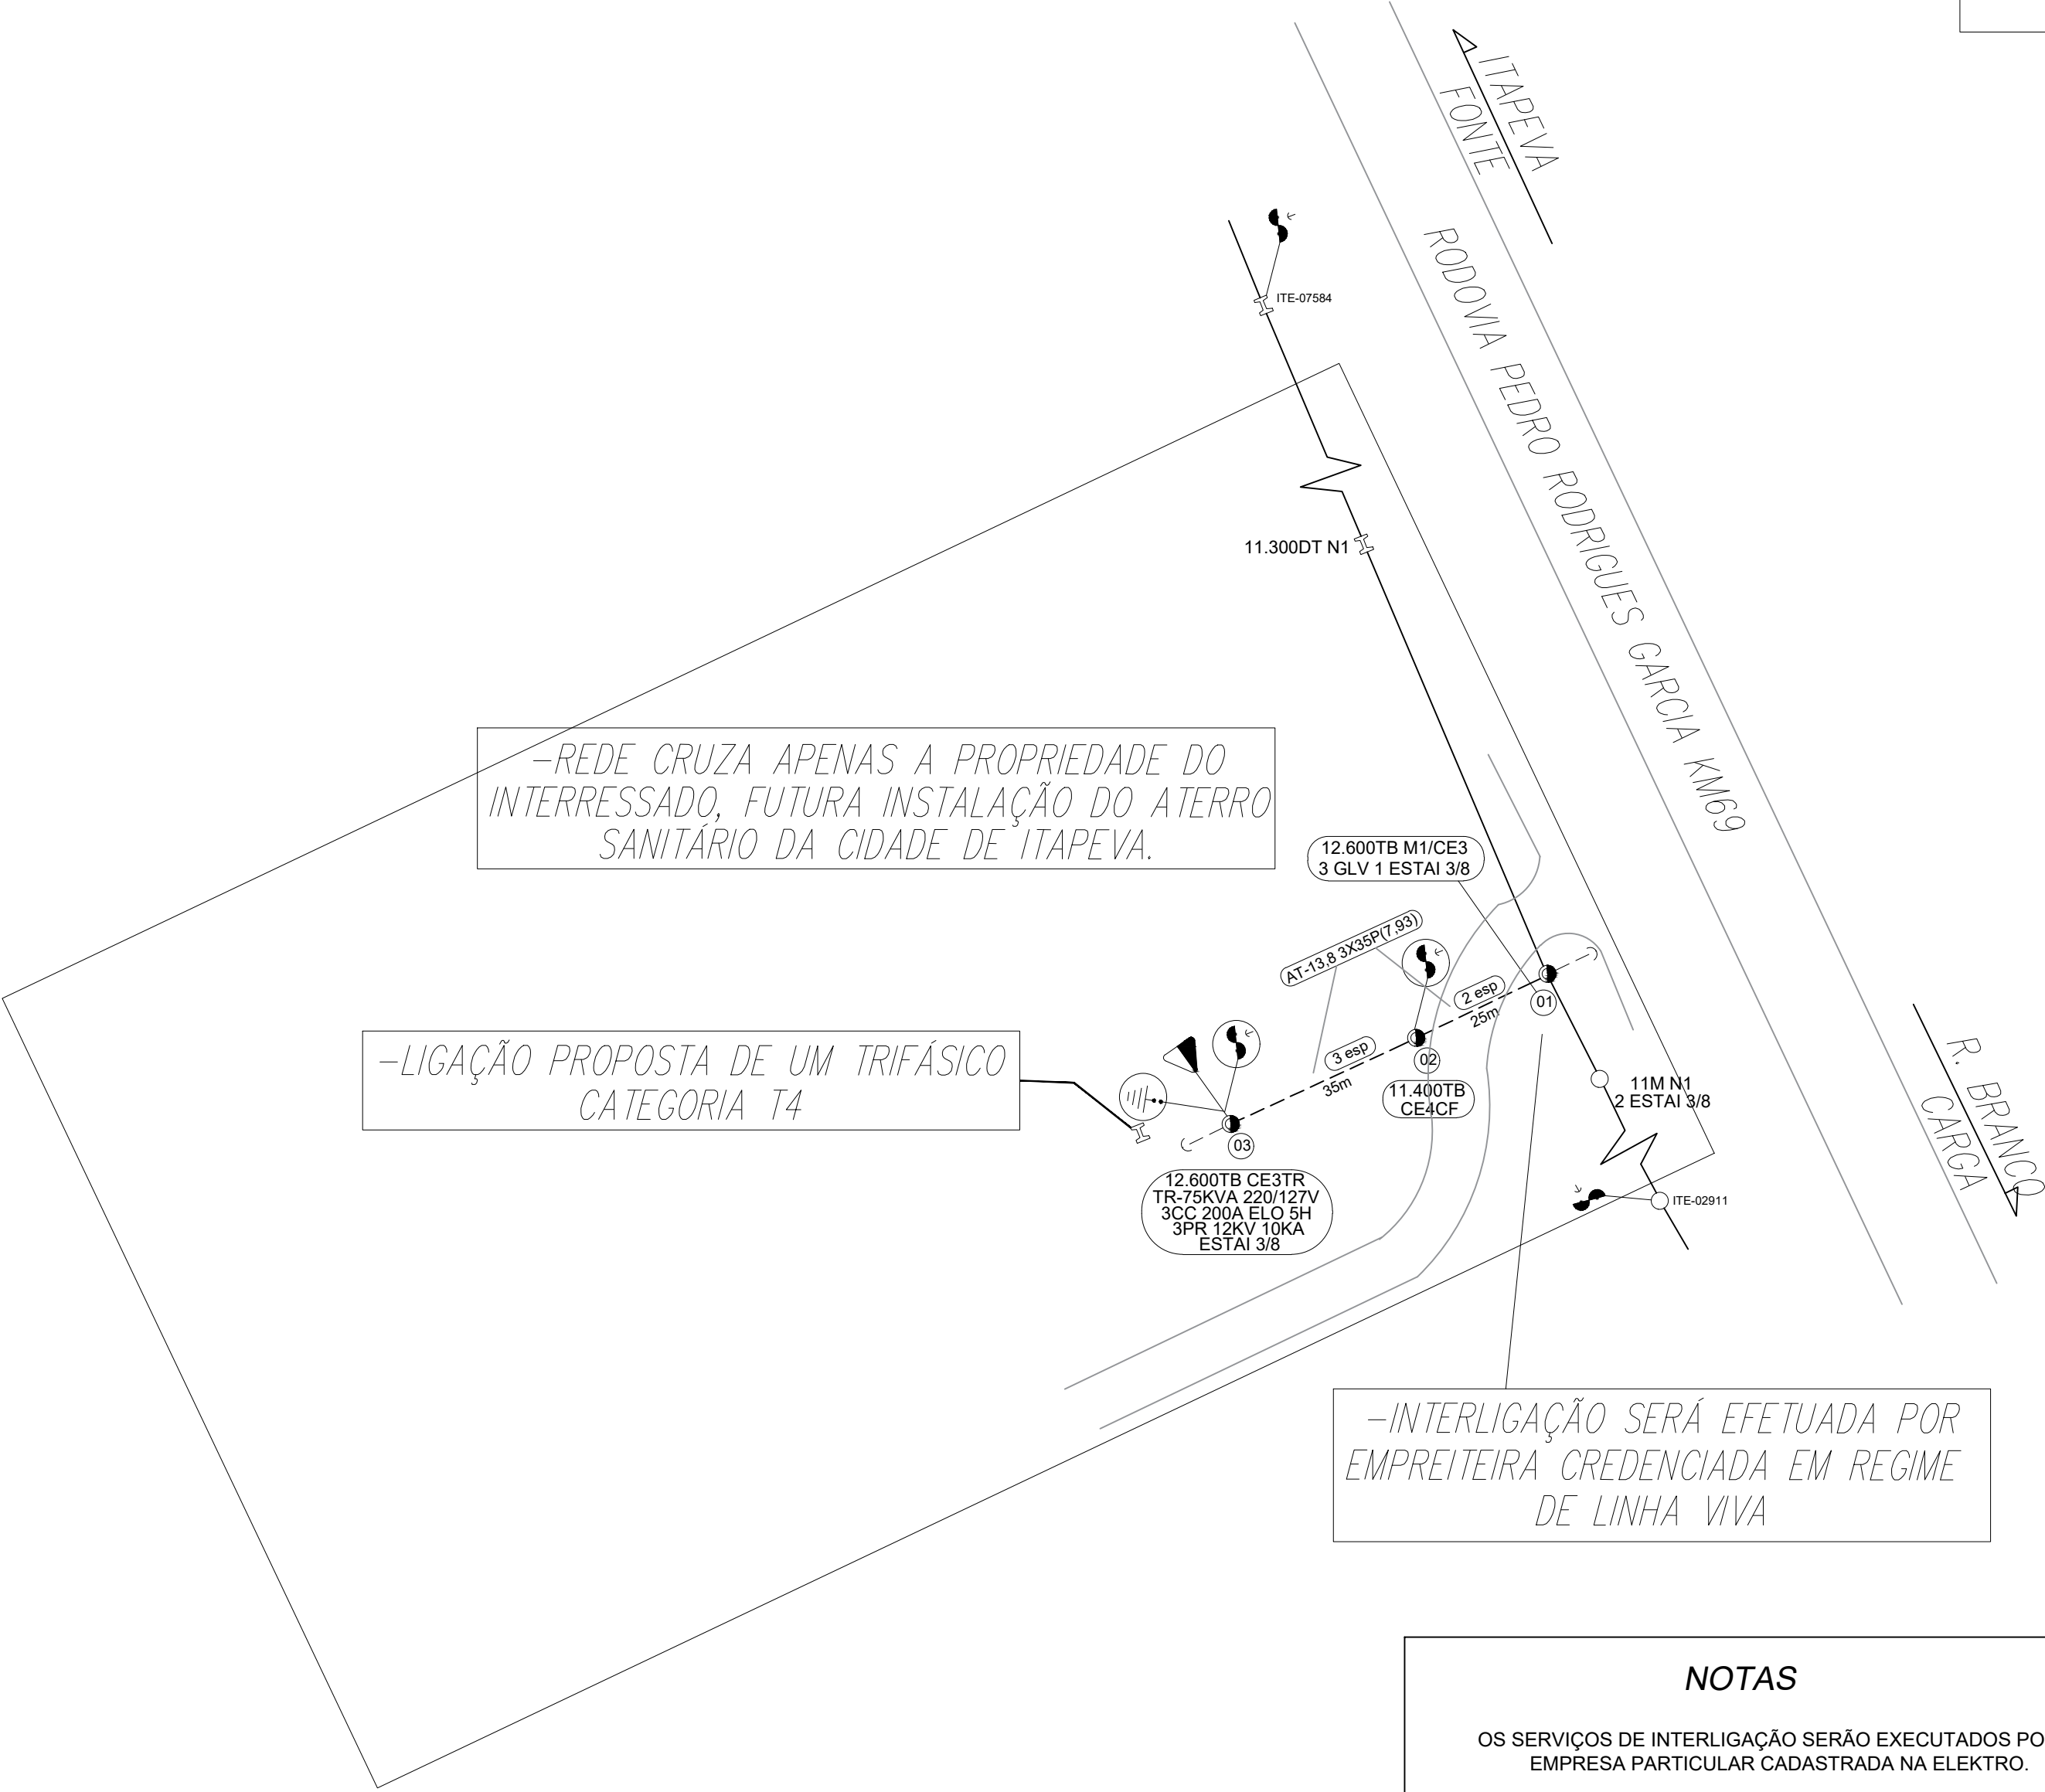 ITAPEVA
FONTE
ITE-07584
RODOVIA PEDRO RODRIGUES GARCIA KM69
11.300DT N1
-REDE CRUZA APENAS A PROPRIEDADE DO
INTERRESSADO, FUTURA INSTALAÇÃO DO ATERRO
SANITÁRIO DA CIDADE DE ITAPEVA.
12.600TB M1/CE3
3 GLV 1 ESTAI 3/8
AT-13,8 3X35P(7,93)
2 esp
25m
01
3 esp
35m
02
11.400TB
CE4CF
-LIGAÇÃO PROPOSTA DE UM TRIFÁSICO
CATEGORIA T4
03
12.600TB CE3TR
TR-75KVA 220/127V
3CC 200A ELO 5H
3PR 12KV 10KA
ESTAI 3/8
11M N1
2 ESTAI 3/8
ITE-02911
R. BRANCO
CARGA
-INTERLIGAÇÃO SERÁ EFETUADA POR
EMPREITEIRA CREDENCIADA EM REGIME
DE LINHA VIVA
NOTAS
OS SERVIÇOS DE INTERLIGAÇÃO SERÃO EXECUTADOS PO
EMPRESA PARTICULAR CADASTRADA NA ELEKTRO.